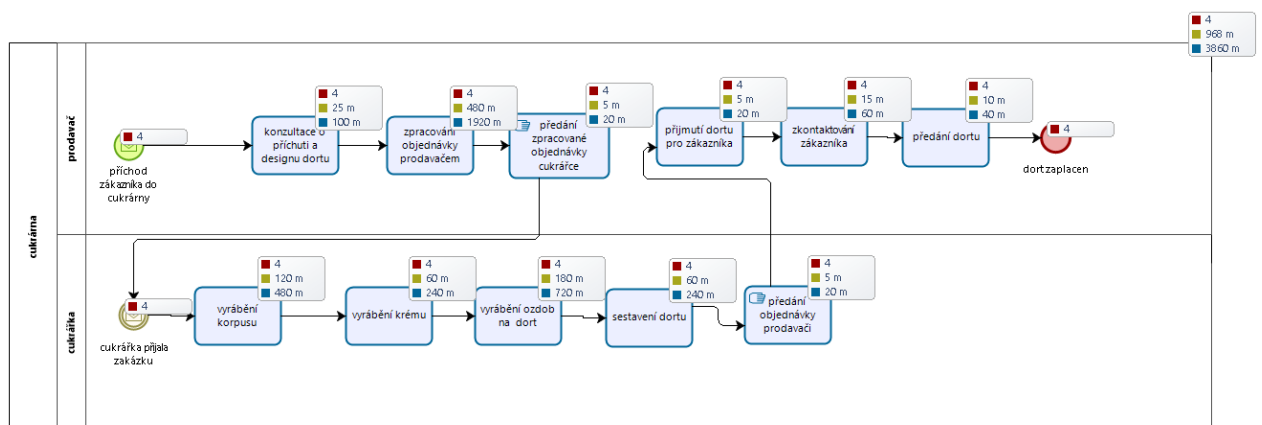 4
968 m
3860 m
cukrárna
prodavač
4
příchod
zákazníka do
cukrárny
4
25 m
100 m
konzultace o
příchuti a
designu dortu
4
480 m
1920 m
zpracování
objednávky
prodavačem
4
5 m
20 m
předání
zpracované
objednávky
cukrářce
4
5 m
20 m
přijmutí dortu
pro zákazníka
4
15 m
60 m
zkontaktování
zákazníka
4
10 m
40 m
předání dortu
4
dort zaplacen
cukrářka
4
cukrářka přijala
zakázku
4
120 m
480 m
vyrábění
korpusu
4
60 m
240 m
vyrábění krému
4
180 m
720 m
vyrábění ozdob
na dort
4
60 m
240 m
sestavení dortu
4
5 m
20 m
předání
objednávky
prodavači